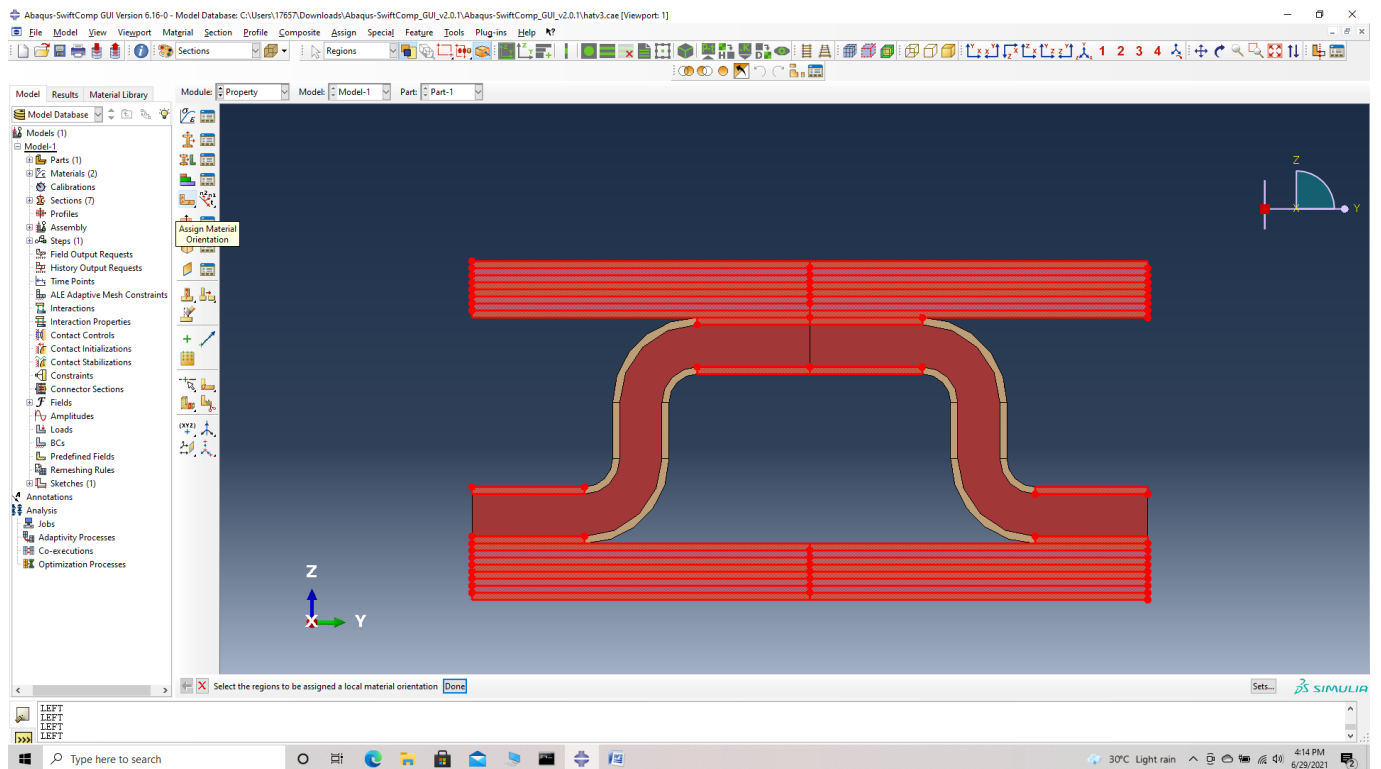 Abaqus-SwiftComp GUI Version 6.16-0 - Model Database: C:\Users\17657\Downloads\Abaqus-SwiftComp_GUI_v2.0.1\Abaqus-SwiftComp_GUI_v2.0.1\hatv3.cae [Viewport: 1]
File Model View Viewport Material Section Profile Composite Assign Special Feature Tools Plug-ins Help
Sections Regions 1 2 3 4
Model Results Material Library Module: Property Model: Model-1 Part: Part-1
Model Database
Models (1)
Model-1
Parts (1)
Materials (2)
Calibrations
Sections (7)
Profiles
Assembly
Steps (1)
Field Output Requests
History Output Requests
Time Points
ALE Adaptive Mesh Constraints
Interactions
Interaction Properties
Contact Controls
Contact Initializations
Contact Stabilizations
Constraints
Connector Sections
Fields
Amplitudes
Loads
BCs
Predefined Fields
Remeshing Rules
Sketches (1)
Annotations
Analysis
Jobs
Adaptivity Processes
Co-executions
Optimization Processes
Assign Material
Orientation
(XYZ)
Z
X Y
Z
X Y
Select the regions to be assigned a local material orientation Done Sets... SIMULIA
LEFT
LEFT
LEFT
LEFT
Type here to search 30°C Light rain 4:14 PM
6/29/2021